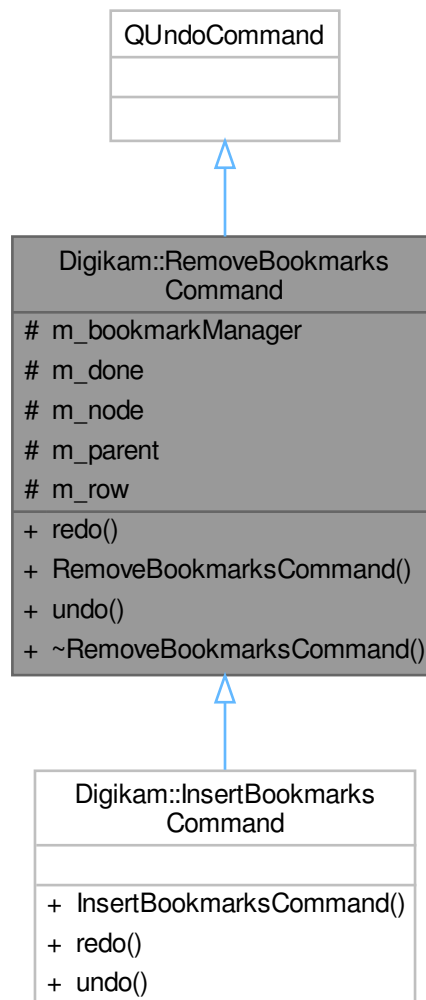 QUndoCommand
Digikam::RemoveBookmarks
Command
# m_bookmarkManager
# m_done
# m_node
# m_parent
# m_row
+ redo()
+ RemoveBookmarksCommand()
+ undo()
+ ~RemoveBookmarksCommand()
Digikam::InsertBookmarks
Command
+ InsertBookmarksCommand()
+ redo()
+ undo()